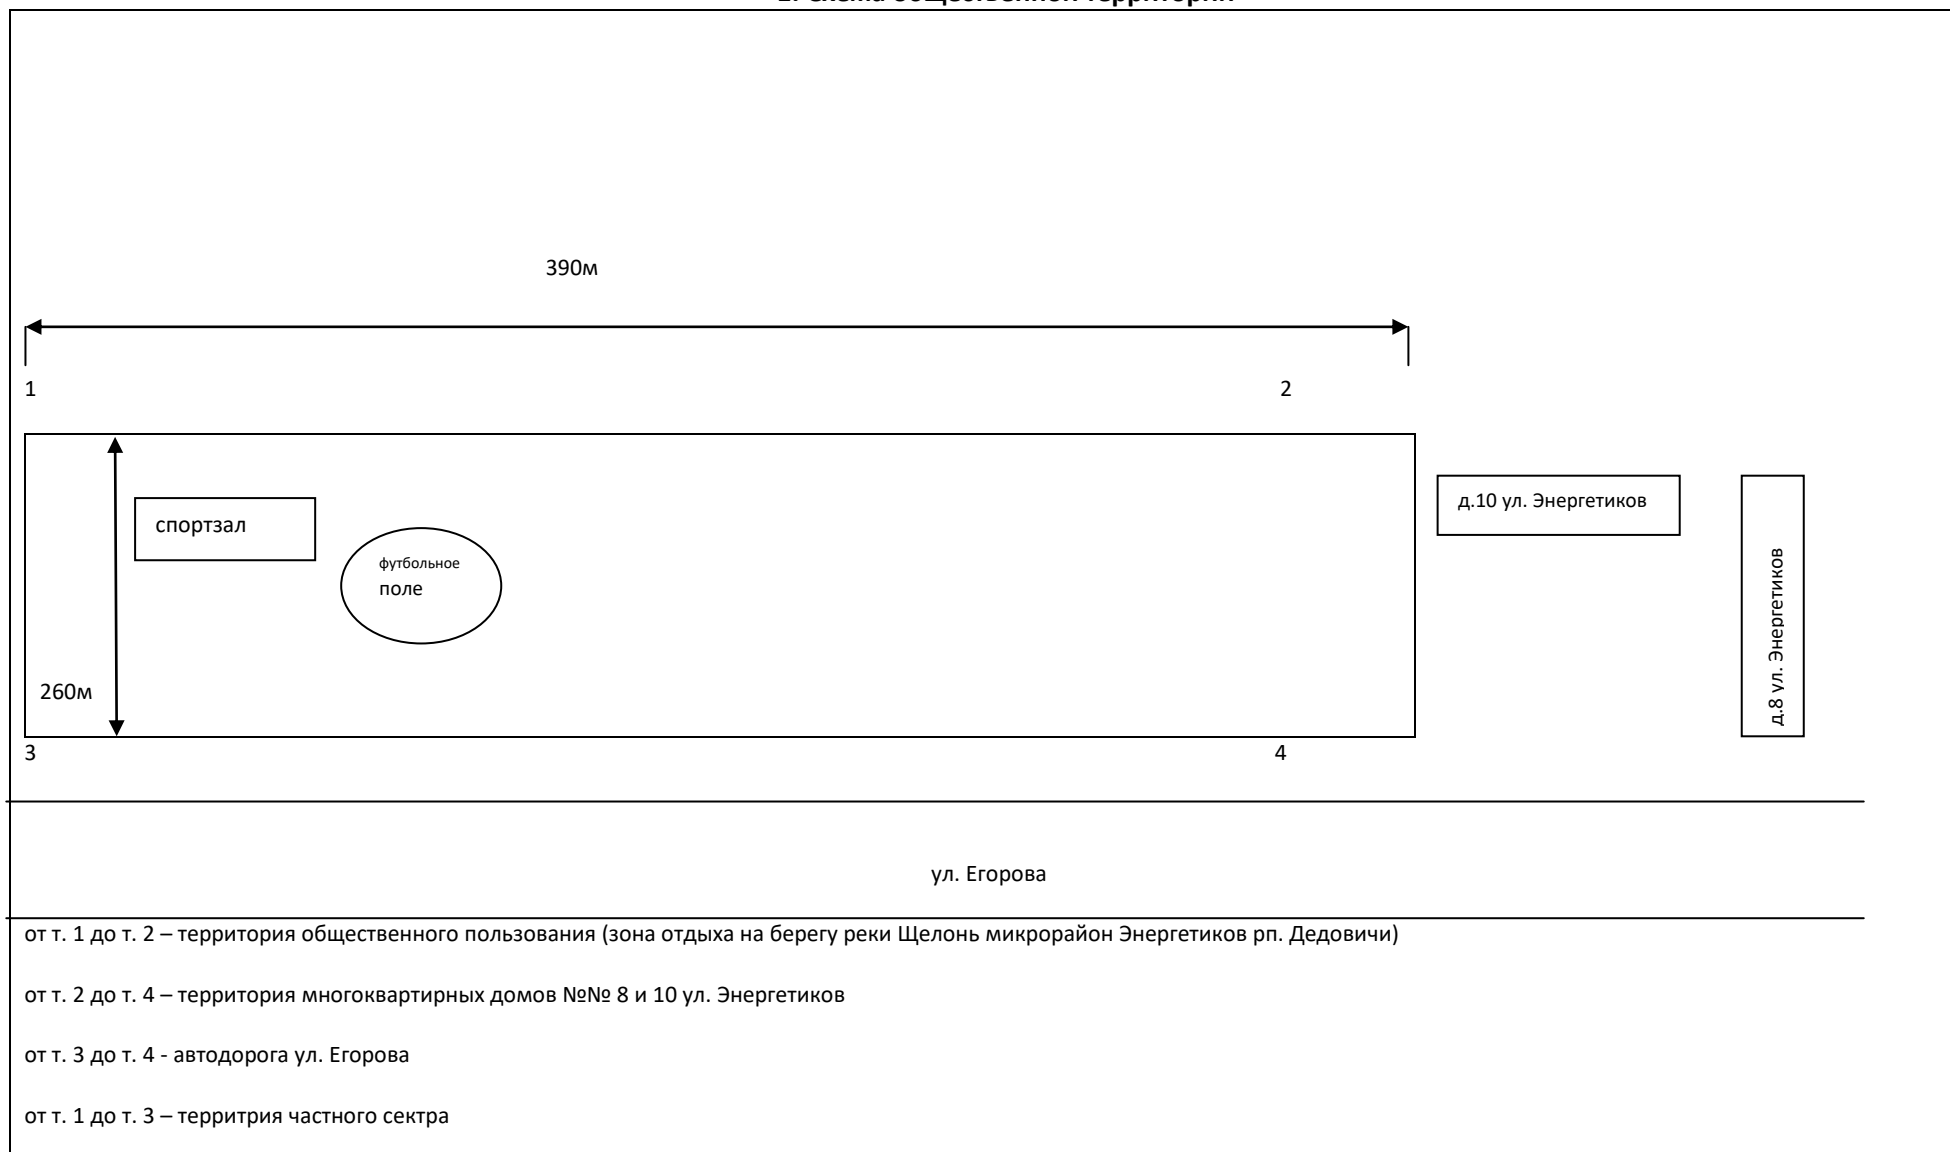 390м
1
2
д.10 ул. Энергетиков
спортзал
футбольное
поле
д.8 ул. Энергетиков
260м
3
4
ул. Егорова
от т. 1 до т. 2 – территория общественного пользования (зона отдыха на берегу реки Щелонь микрорайон Энергетиков рп. Дедовичи)
от т. 2 до т. 4 – территория многоквартирных домов №№ 8 и 10 ул. Энергетиков
от т. 3 до т. 4 - автодорога ул. Егорова
от т. 1 до т. 3 – территрия частного сектра